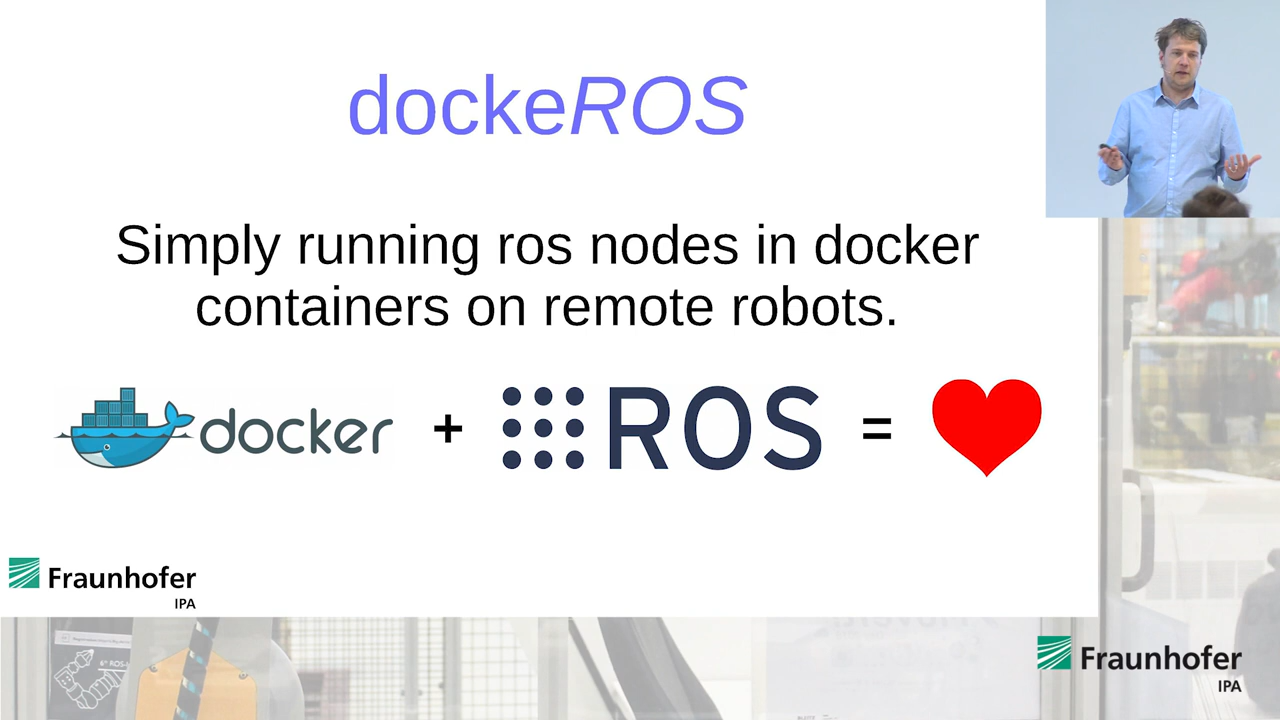 dockeROS
Simply running ros nodes in docker
containers on remote robots.
docker + ROS =
Fraunhofer
IPA
Fraunhofer
IPA